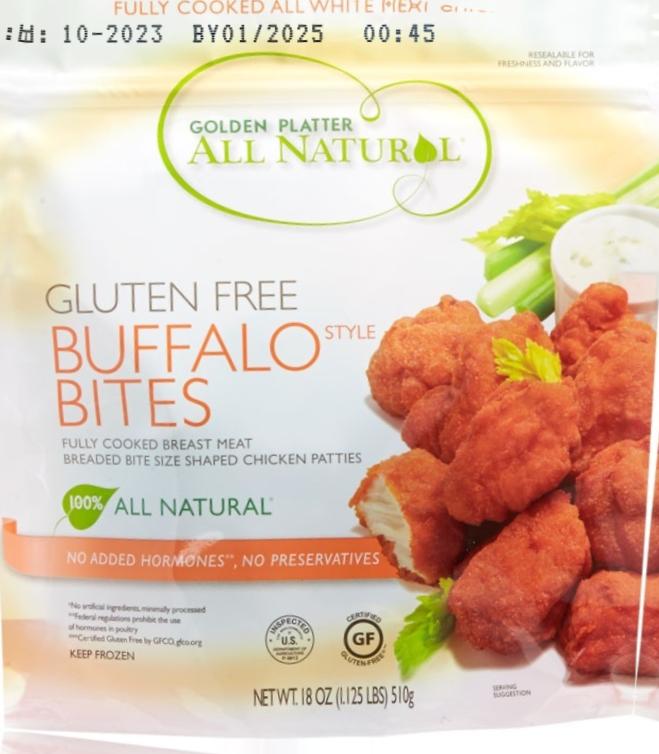 FULLY COOKED ALL WHITE MEAT
10-2023 BY01/2025 00:45
RESEALABLE FOR
FRESHNESS AND FLAVOR
GOLDEN PLATTER
ALL NATURAL
GLUTEN FREE
BUFFALO STYLE
BITES
FULLY COOKED BREAST MEAT
BREADED BITE SIZE SHAPED CHICKEN PATTIES
100% ALL NATURAL*
NO ADDED HORMONES**, NO PRESERVATIVES
*No artificial ingredients, minimally processed
**Federal regulations prohibit the use
of hormones in poultry
***Certified Gluten Free by GFCO, gfco.org
KEEP FROZEN
INSPECTED
U.S.
DEPARTMENT OF
AGRICULTURE
CERTIFIED
GF
GLUTEN-FREE***
NET WT. 18 OZ (1.125 LBS) 510g
SERVING
SUGGESTION